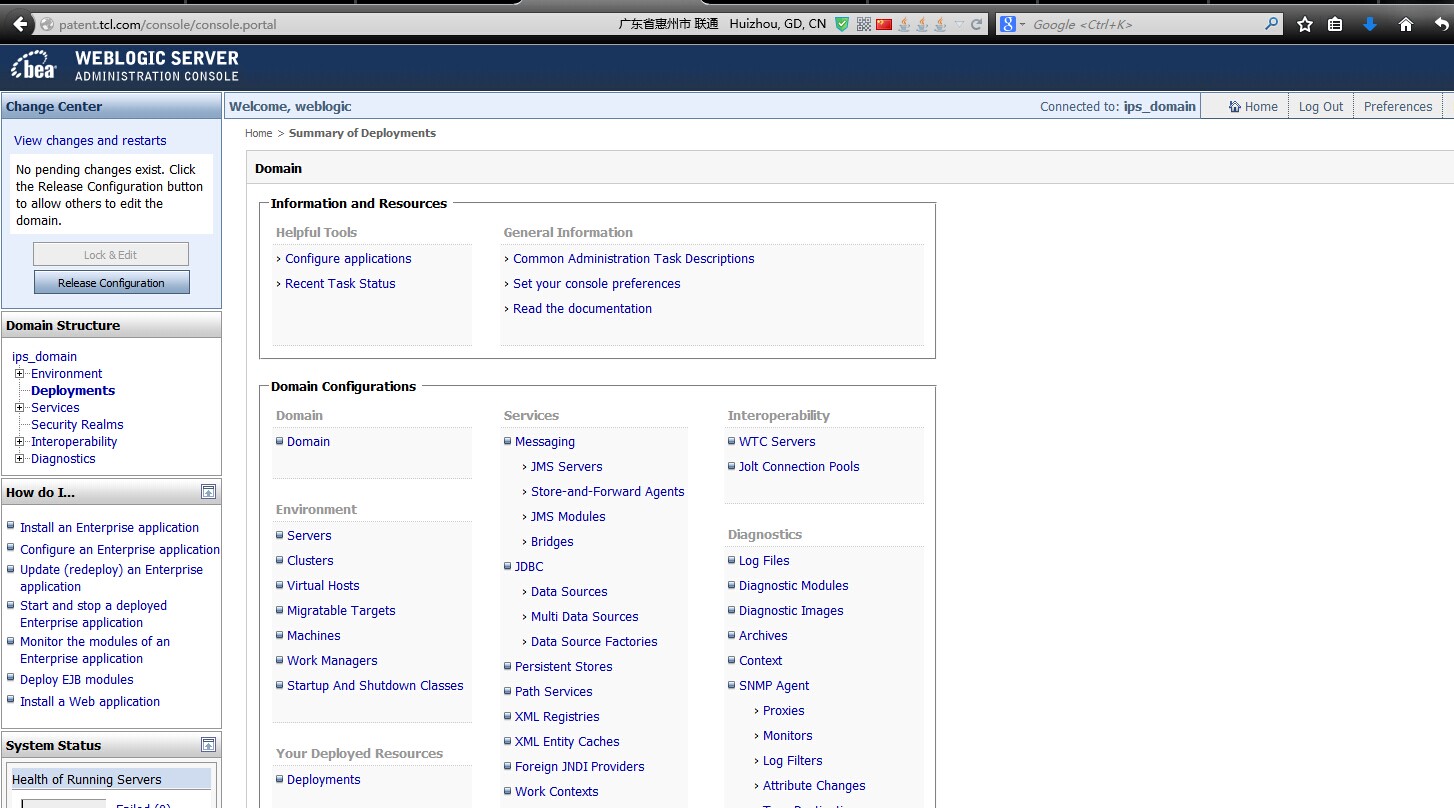 patent.tcl.com/console/console.portal
广东省惠州市 联通 Huizhou, GD, CN
Google <Ctrl+K>
bea
WEBLOGIC SERVER
ADMINISTRATION CONSOLE
Change Center
View changes and restarts
No pending changes exist. Click
the Release Configuration button
to allow others to edit the
domain.
Lock & Edit
Release Configuration
Domain Structure
ips_domain
Environment
Deployments
Services
Security Realms
Interoperability
Diagnostics
How do I...
Install an Enterprise application
Configure an Enterprise application
Update (redeploy) an Enterprise
application
Start and stop a deployed
Enterprise application
Monitor the modules of an
Enterprise application
Deploy EJB modules
Install a Web application
System Status
Health of Running Servers
Failed (0)
Welcome, weblogic
Connected to: ips_domain
Home
Log Out
Preferences
Home > Summary of Deployments
Domain
Information and Resources
Helpful Tools
Configure applications
Recent Task Status
General Information
Common Administration Task Descriptions
Set your console preferences
Read the documentation
Domain Configurations
Domain
Domain
Environment
Servers
Clusters
Virtual Hosts
Migratable Targets
Machines
Work Managers
Startup And Shutdown Classes
Your Deployed Resources
Deployments
Services
Messaging
JMS Servers
Store-and-Forward Agents
JMS Modules
Bridges
JDBC
Data Sources
Multi Data Sources
Data Source Factories
Persistent Stores
Path Services
XML Registries
XML Entity Caches
Foreign JNDI Providers
Work Contexts
Interoperability
WTC Servers
Jolt Connection Pools
Diagnostics
Log Files
Diagnostic Modules
Diagnostic Images
Archives
Context
SNMP Agent
Proxies
Monitors
Log Filters
Attribute Changes